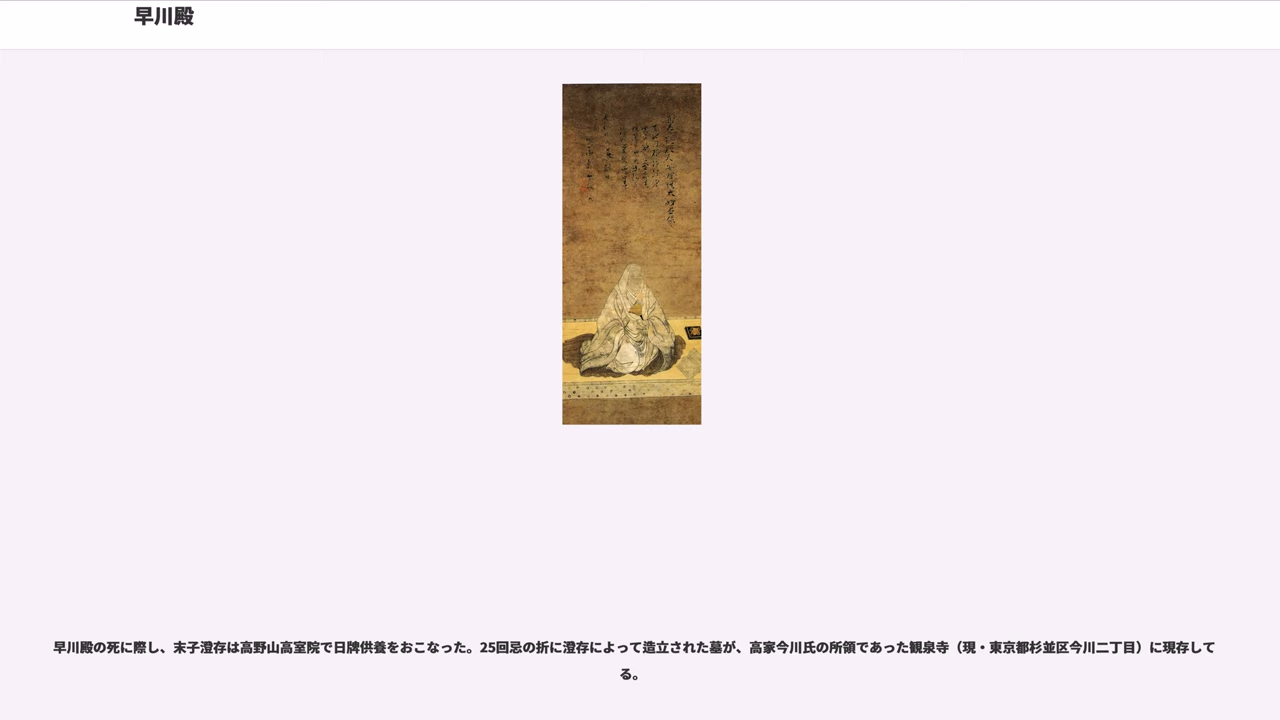 早川殿
早川殿の死に際し、末子澄存は高野山高室院で日牌供養をおこなった。25回忌の折に澄存によって造立された墓が、高家今川氏の所領であった観泉寺（現・東京都杉並区今川二丁目）に現存して
る。